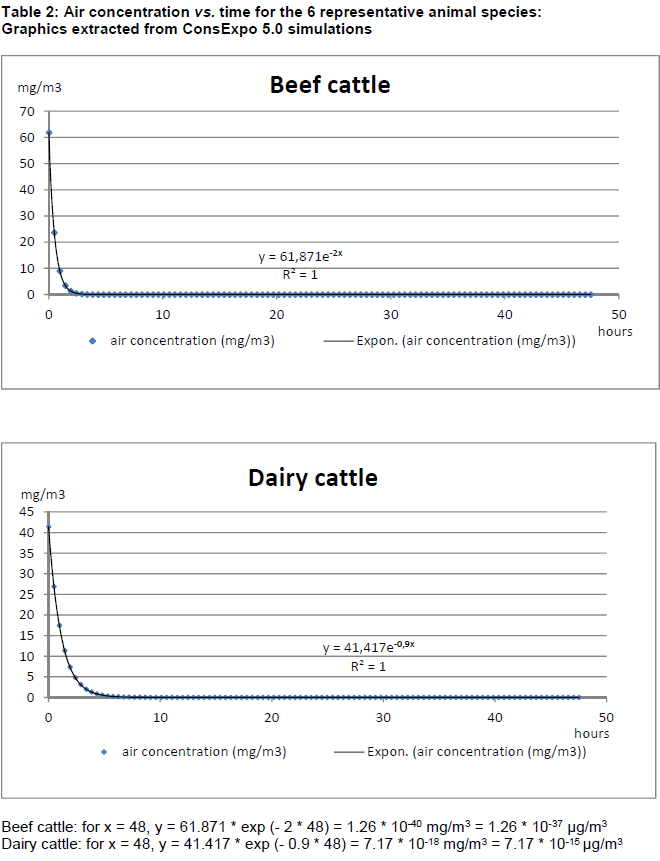 Table 2: Air concentration vs. time for the 6 representative animal species:
Graphics extracted from ConsExpo 5.0 simulations
Beef cattle
mg/m3
70
60
50
40
30
20
10
0
y = 61,871e⁻²ˣ
R² = 1
0 10 20 30 40 50
hours
air concentration (mg/m3) Expon. (air concentration (mg/m3))
Dairy cattle
mg/m3
45
40
35
30
25
20
15
10
5
0
y = 41,417e⁻⁰,⁹ˣ
R² = 1
0 10 20 30 40 50
hours
air concentration (mg/m3) Expon. (air concentration (mg/m3))
Beef cattle: for x = 48, y = 61.871 * exp (- 2 * 48) = 1.26 * 10⁻⁴⁰ mg/m³ = 1.26 * 10⁻³⁷ µg/m³
Dairy cattle: for x = 48, y = 41.417 * exp (- 0.9 * 48) = 7.17 * 10⁻¹⁸ mg/m³ = 7.17 * 10⁻¹⁵ µg/m³